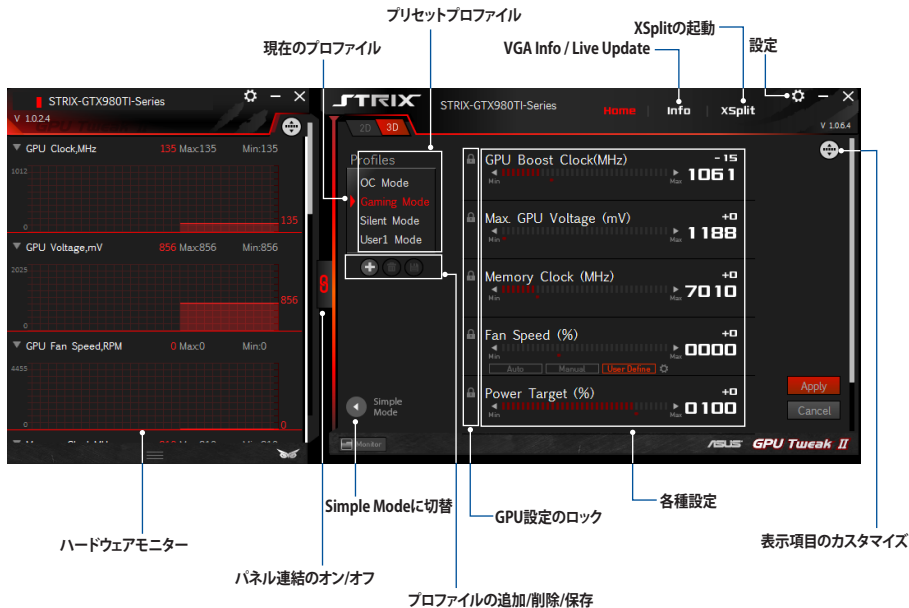 プリセットプロファイル
現在のプロファイル
XSplitの起動
VGA Info / Live Update
設定
STRIX-GTX980TI-Series
V 1.0.2.4
GPU Clock,MHz 135 Max:135 Min:135
1012
135
0
GPU Voltage,mV 856 Max:856 Min:856
2025
856
0
GPU Fan Speed,RPM 0 Max:0 Min:0
4455
0
0
STRIX
STRIX-GTX980TI-Series
Home | Info | XSplit
V 1.0.6.4
2D 3D
Profiles
OC Mode
Gaming Mode
Silent Mode
User1 Mode
GPU Boost Clock(MHz) -15
Min Max 1061
Max. GPU Voltage (mV) +0
Min Max 1188
Memory Clock (MHz) +0
Min Max 7010
Fan Speed (%) +0
Min Max 0000
Auto Manual User Define
Power Target (%) +0
Min Max 0100
Simple
Mode
Monitor
Apply
Cancel
ASUS GPU Tweak II
Simple Modeに切替
GPU設定のロック
各種設定
ハードウェアモニター
表示項目のカスタマイズ
パネル連結のオン/オフ
プロファイルの追加/削除/保存